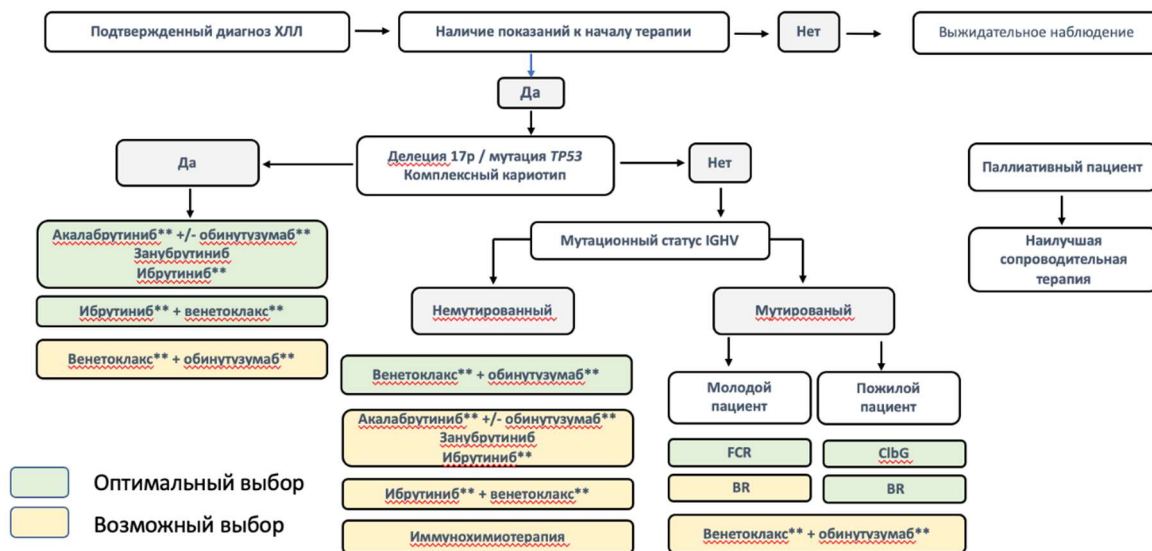 Подтвержденный диагноз ХЛЛ
Наличие показаний к началу терапии
Нет
Выжидательное наблюдение
Да
Да
Делеция 17p / мутация TP53
Комплексный кариотип
Нет
Паллиативный пациент
Акалабрутиниб** +/- обинутузумаб**
Занубрутиниб
Ибрутиниб**
Мутационный статус IGHV
Наилучшая
сопроводительная
терапия
Ибрутиниб** + венетоклакс**
Немутированный
Мутированый
Венетоклакс** + обинутузумаб**
Венетоклакс** + обинутузумаб**
Молодой
пациент
Пожилой
пациент
Акалабрутиниб** +/- обинутузумаб**
Занубрутиниб
Ибрутиниб**
FCR
ClbG
Ибрутиниб** + венетоклакс**
BR
BR
Иммунохимиотерапия
Венетоклакс** + обинутузумаб**
Оптимальный выбор
Возможный выбор